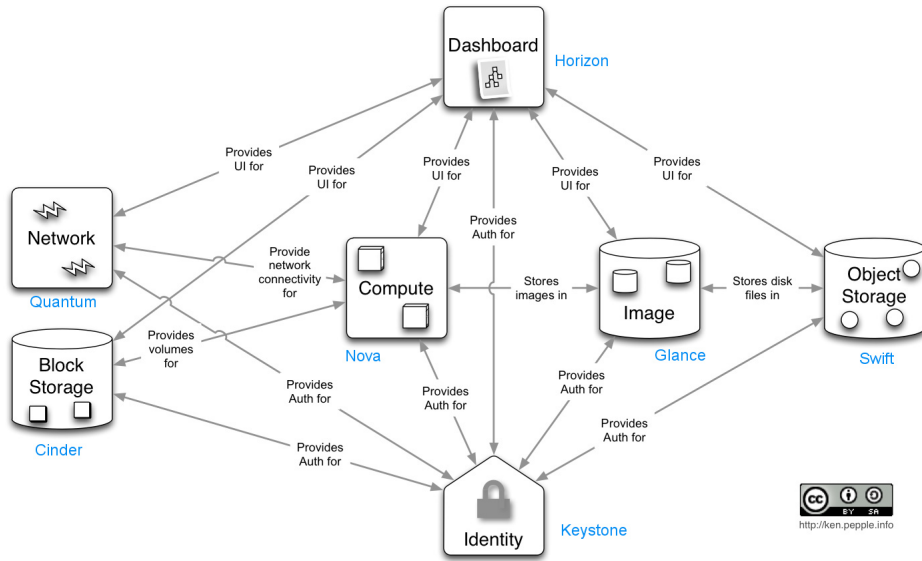 Dashboard
Horizon
Provides
UI for
Provides
UI for
Provides
UI for
Provides
UI for
Provides
UI for
Provides
Auth for
Network
Quantum
Provide
network
connectivity
for
Compute
Nova
Stores
images in
Image
Glance
Stores disk
files in
Object
Storage
Swift
Block
Storage
Cinder
Provides
volumes
for
Provides
Auth for
Provides
Auth for
Provides
Auth for
Provides
Auth for
Provides
Auth for
Identity
Keystone
cc
BY SA
http://ken.pepple.info